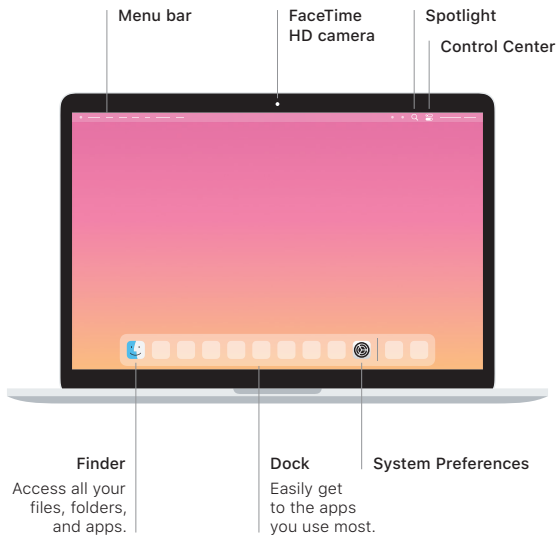 Menu bar
FaceTime
HD camera
Spotlight
Control Center
Finder
Access all your
files, folders,
and apps.
Dock
Easily get
to the apps
you use most.
System Preferences